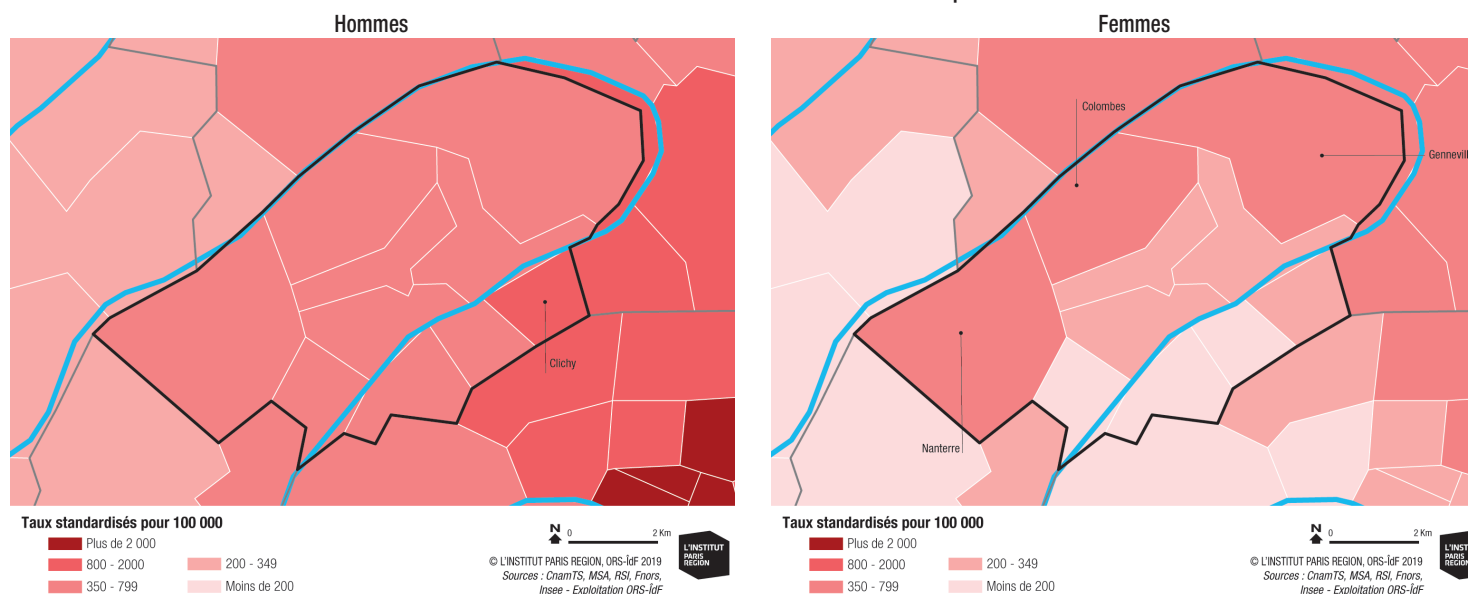 Hommes
Clichy
Taux standardisés pour 100 000
Plus de 2 000
800 - 2000
350 - 799
200 - 349
Moins de 200
N
0 2 Km
© L'INSTITUT PARIS REGION, ORS-ÎdF 2019
Sources : CnamTS, MSA, RSI, Fnors,
Insee - Exploitation ORS-ÎdF
L'INSTITUT
PARIS
REGION
Femmes
Colombes
Gennevill
Nanterre
Taux standardisés pour 100 000
Plus de 2 000
800 - 2000
350 - 799
200 - 349
Moins de 200
N
0 2 Km
© L'INSTITUT PARIS REGION, ORS-ÎdF 2019
Sources : CnamTS, MSA, RSI, Fnors,
Insee - Exploitation ORS-ÎdF
L'INSTITUT
PARIS
REGION